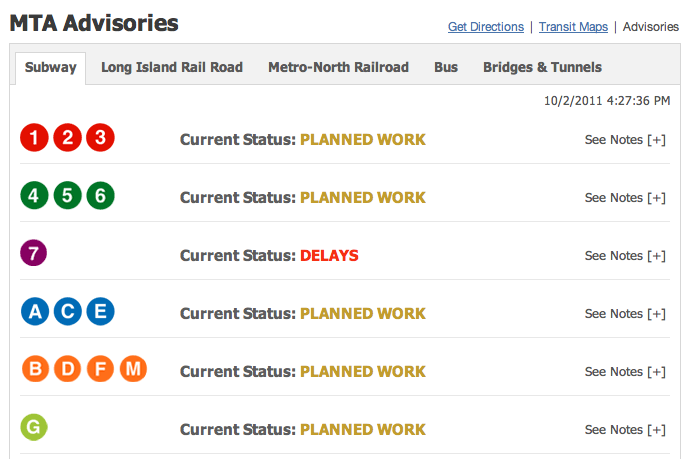 MTA Advisories
Get Directions | Transit Maps | Advisories
Subway Long Island Rail Road Metro-North Railroad Bus Bridges & Tunnels
10/2/2011 4:27:36 PM
1 2 3 Current Status: PLANNED WORK See Notes [+]
4 5 6 Current Status: PLANNED WORK See Notes [+]
7 Current Status: DELAYS See Notes [+]
A C E Current Status: PLANNED WORK See Notes [+]
B D F M Current Status: PLANNED WORK See Notes [+]
G Current Status: PLANNED WORK See Notes [+]